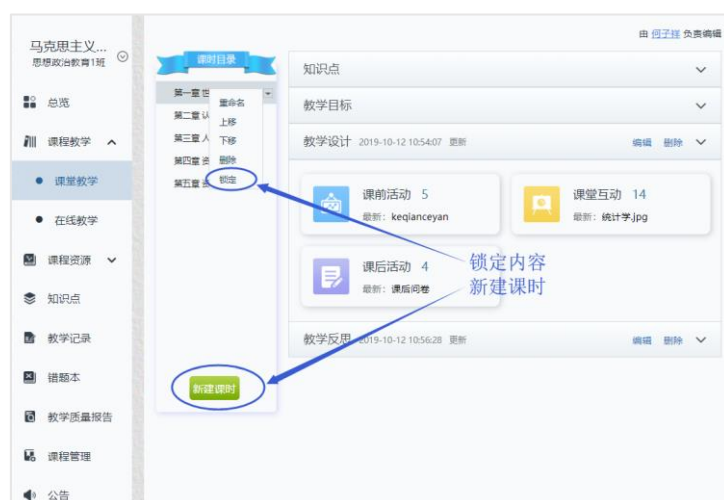 由 何子祥 负责编辑
马克思主义...
思想政治教育1班
总览
课程教学
课堂教学
在线教学
课程资源
知识点
教学记录
错题本
教学质量报告
课程管理
公告
课时目录
第一章 世
第二章 认
第三章 人
第四章 资
第五章
重命名
上移
下移
删除
锁定
新建课时
知识点
教学目标
教学设计 2019-10-12 10:54:07 更新 编辑 删除
课前活动 5
最新: keqianceyan
课堂互动 14
最新: 统计学.jpg
课后活动 4
最新: 课后问卷
锁定内容
新建课时
教学反思 2019-10-12 10:56:28 更新 编辑 删除